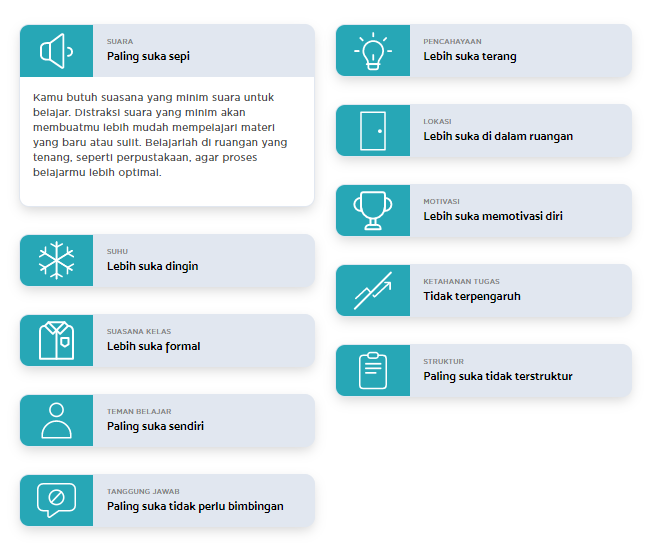 SUARA
Paling suka sepi
Kamu butuh suasana yang minim suara untuk
belajar. Distraksi suara yang minim akan
membuatmu lebih mudah mempelajari materi
yang baru atau sulit. Belajarlah di ruangan yang
tenang, seperti perpustakaan, agar proses
belajarmu lebih optimal.
SUHU
Lebih suka dingin
SUASANA KELAS
Lebih suka formal
TEMAN BELAJAR
Paling suka sendiri
TANGGUNG JAWAB
Paling suka tidak perlu bimbingan
PENCAHAYAAN
Lebih suka terang
LOKASI
Lebih suka di dalam ruangan
MOTIVASI
Lebih suka memotivasi diri
KETAHANAN TUGAS
Tidak terpengaruh
STRUKTUR
Paling suka tidak terstruktur